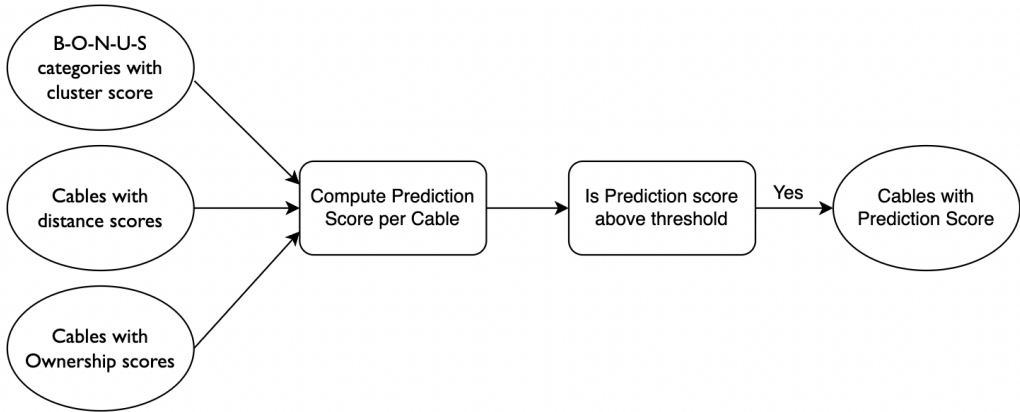 B-O-N-U-S
categories with
cluster score
Cables with
distance scores
Cables with
Ownership scores
Compute Prediction
Score per Cable
Is Prediction score
above threshold
Yes
Cables with
Prediction Score